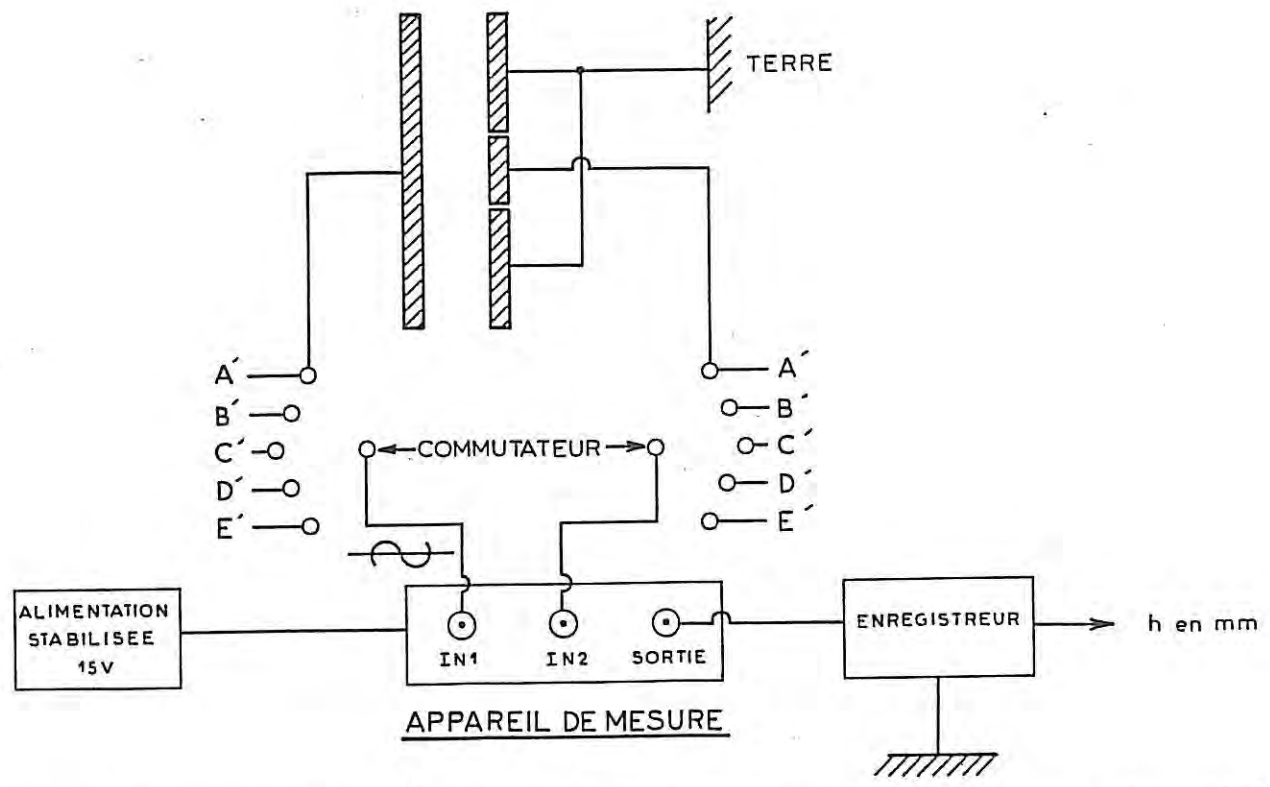 TERRE
A´
B´
C´
D´
E´
COMMUTATEUR
A´
B´
C´
D´
E´
ALIMENTATION
STABILISEE
15V
IN1
IN2
SORTIE
ENREGISTREUR
h en mm
APPAREIL DE MESURE